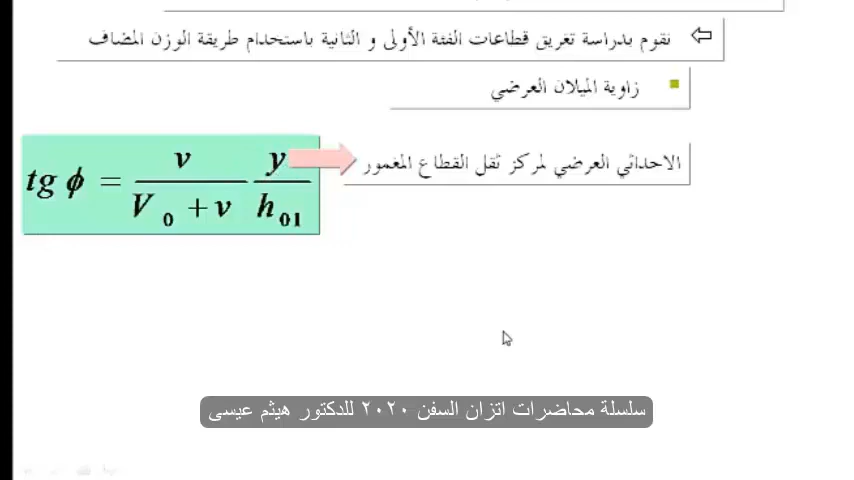 نقوم بدراسة تغريق قطاعات الفئة الأولى و الثانية باستخدام طريقة الوزن المضاف
زاوية الميلان العرضي
الاحداثي العرضي لمركز ثقل القطاع المغمور
tg ϕ = v / (V₀ + v) y / h₀₁
سلسلة محاضرات اتزان السفن ٢٠٢٠ للدكتور هيثم عيسى